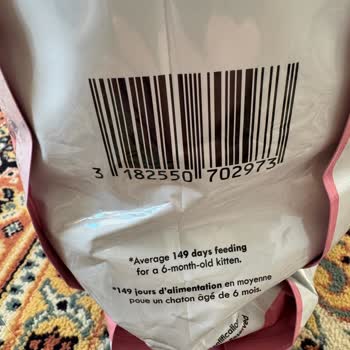 3 182550 702973
*Average 149 days feeding
for a 6-month-old kitten.
*149 jours d'alimentation en moyenne
poue un chaton âgé de 6 mois.